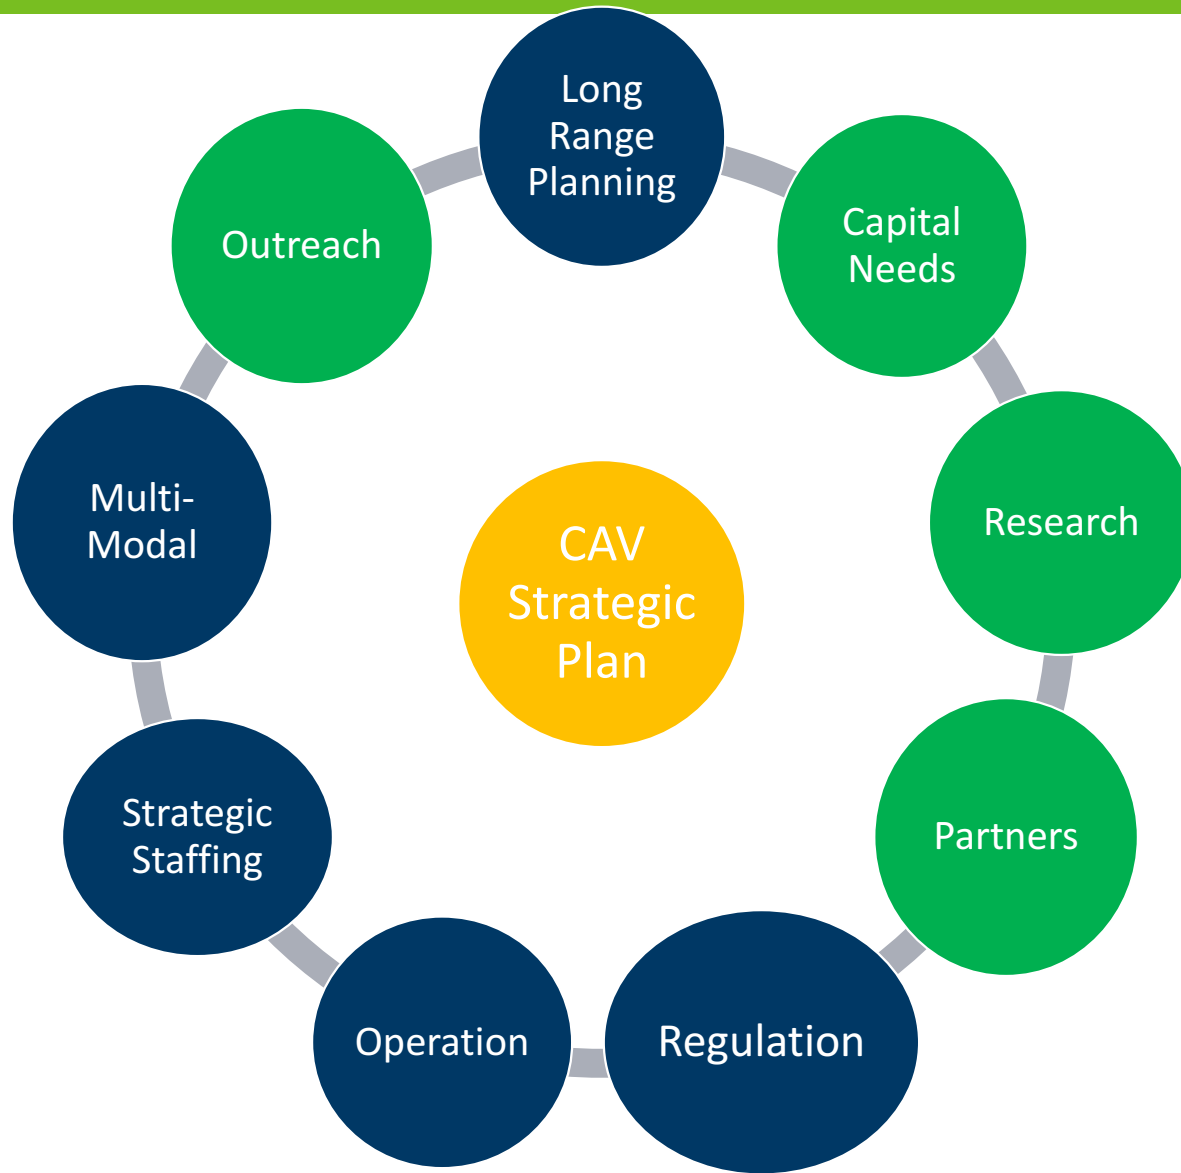 Long
Range
Planning
Capital
Needs
Research
Partners
Regulation
Operation
Strategic
Staffing
Multi-
Modal
Outreach
CAV
Strategic
Plan